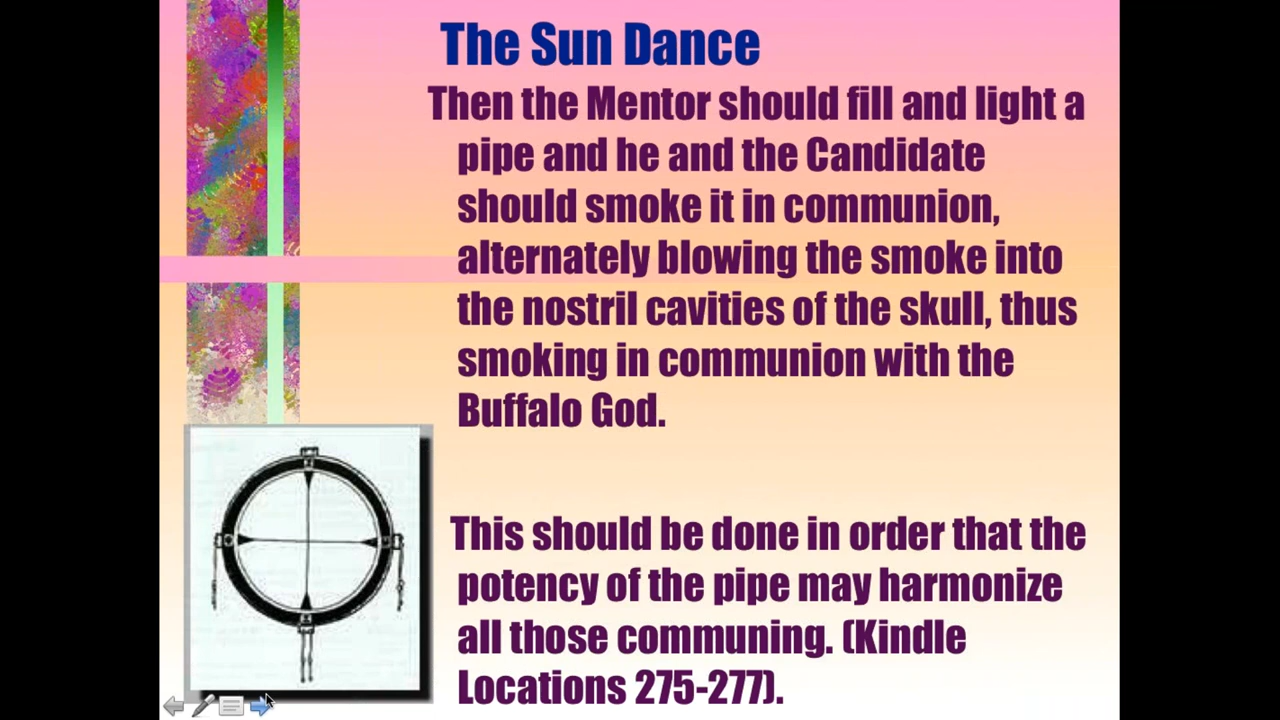 The Sun Dance
Then the Mentor should fill and light a
pipe and he and the Candidate
should smoke it in communion,
alternately blowing the smoke into
the nostril cavities of the skull, thus
smoking in communion with the
Buffalo God.
This should be done in order that the
potency of the pipe may harmonize
all those communing. (Kindle
Locations 275-277).